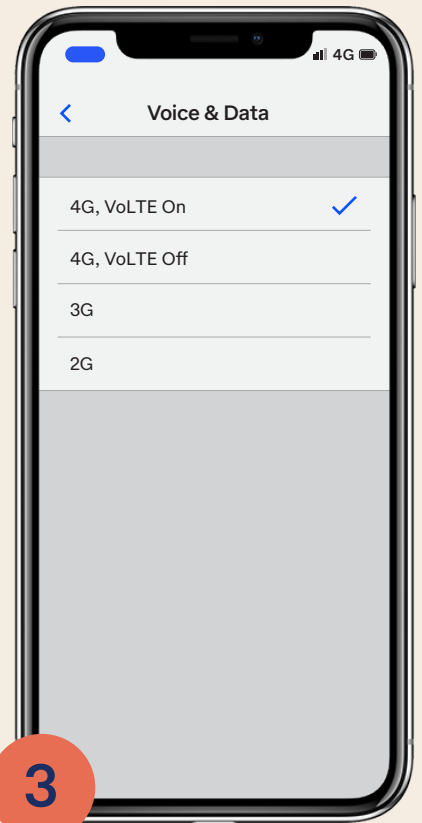 4G
Voice & Data
4G, VoLTE On
4G, VoLTE Off
3G
2G
3